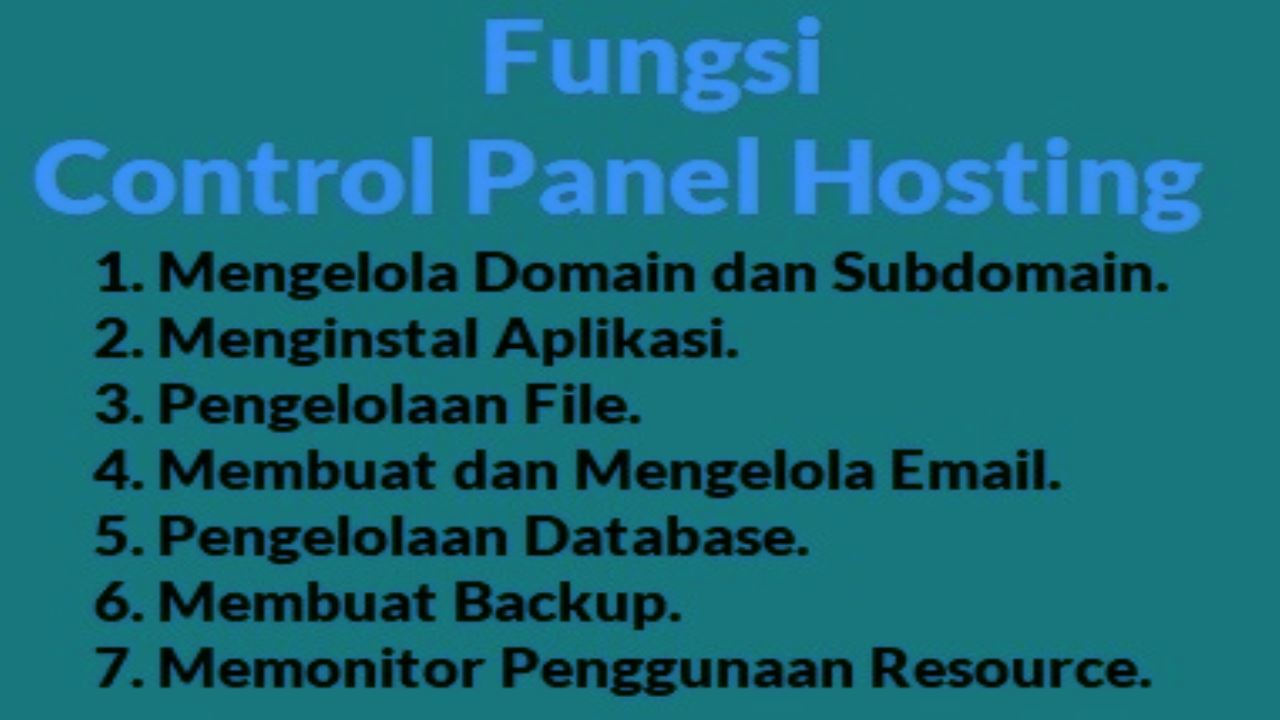 Fungsi
Control Panel Hosting
1. Mengelola Domain dan Subdomain.
2. Menginstal Aplikasi.
3. Pengelolaan File.
4. Membuat dan Mengelola Email.
5. Pengelolaan Database.
6. Membuat Backup.
7. Memonitor Penggunaan Resource.